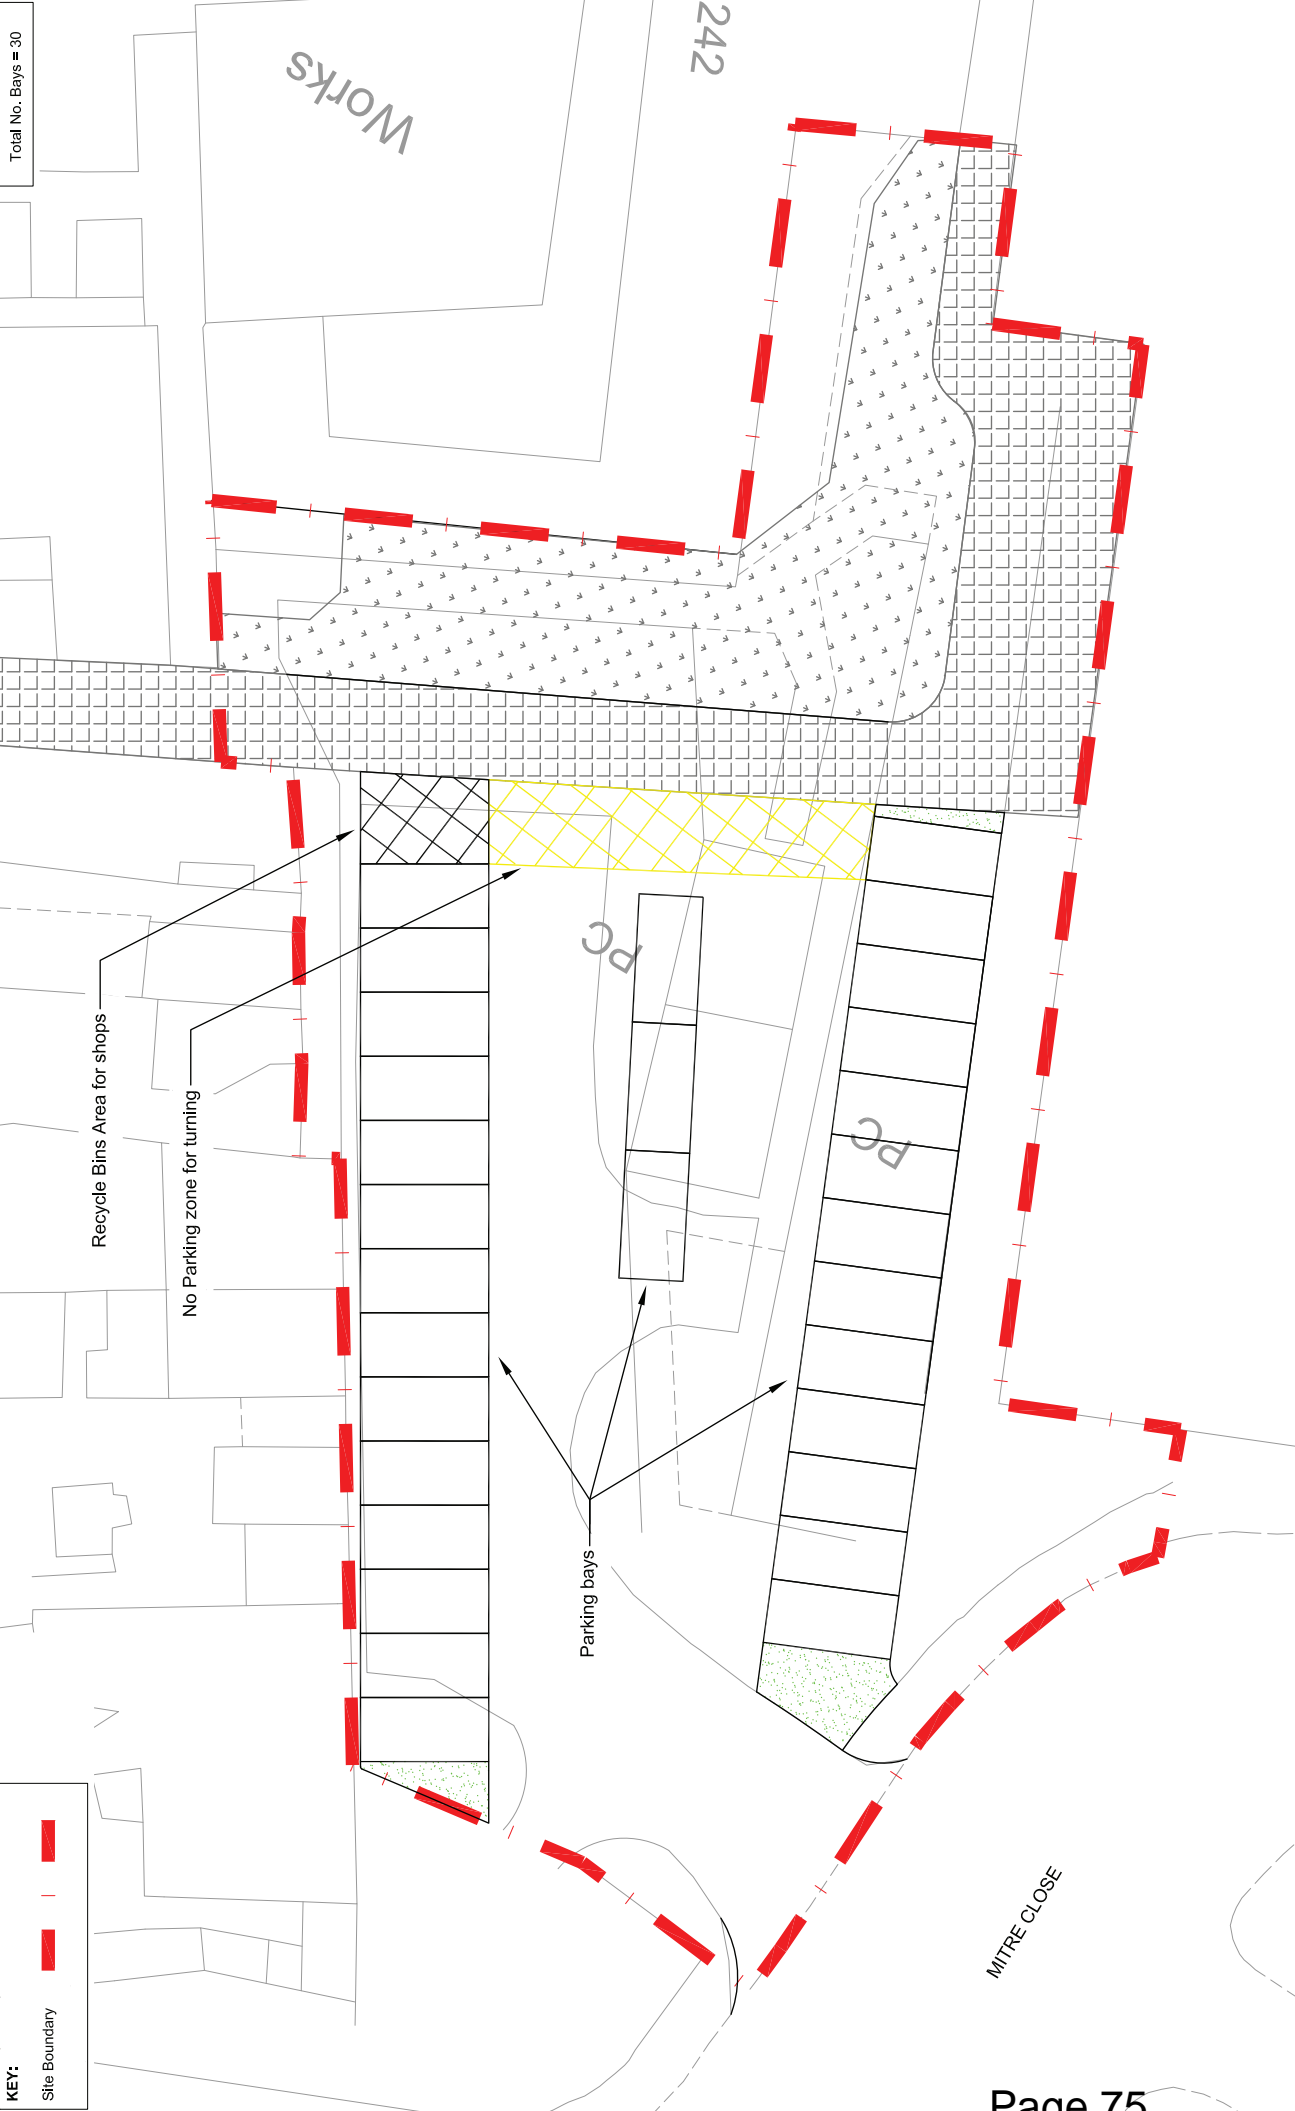 Total No. Bays = 30
Works
242
Recycle Bins Area for shops
No Parking zone for turning
PC
PC
Parking bays
MITRE CLOSE
KEY:
Site Boundary
Page 75